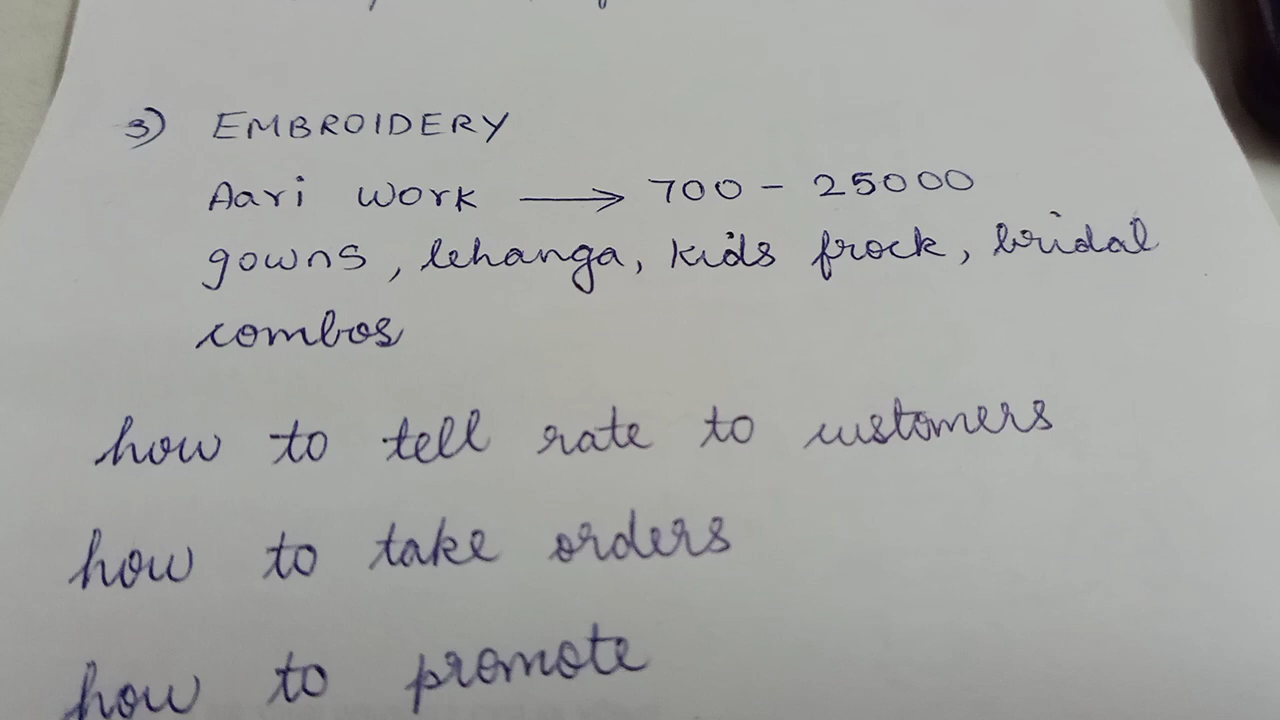 3) EMBROIDERY
Aari work → 700 - 25000
gowns, lehanga, kids frock, bridal
combos
how to tell rate to customers
how to take orders
how to promote